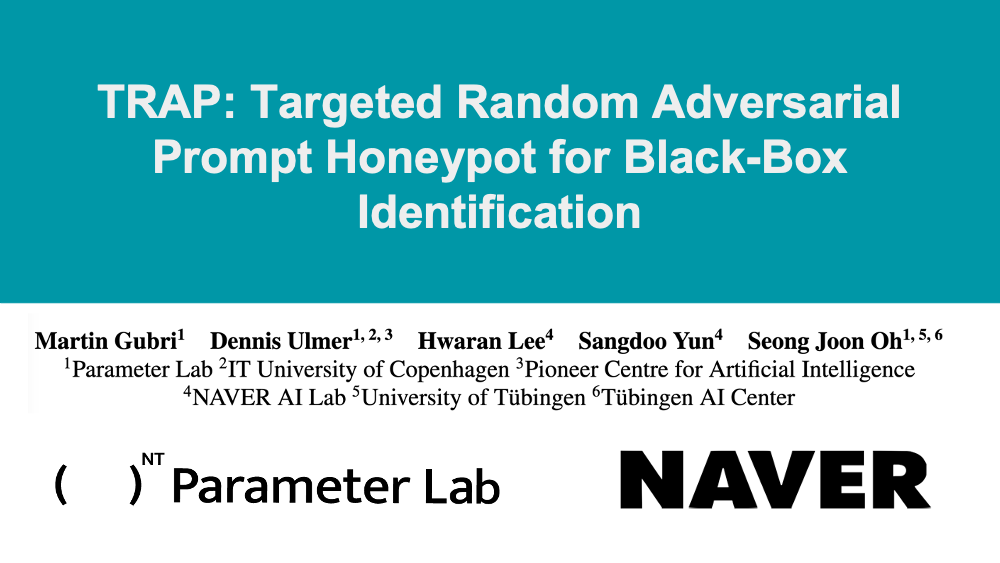 TRAP: Targeted Random Adversarial
Prompt Honeypot for Black-Box
Identification
Martin Gubri¹ Dennis Ulmer¹,²,³ Hwaran Lee⁴ Sangdoo Yun⁴ Seong Joon Oh¹,⁵,⁶
¹Parameter Lab ²IT University of Copenhagen ³Pioneer Centre for Artificial Intelligence
⁴NAVER AI Lab ⁵University of Tübingen ⁶Tübingen AI Center
( )NT Parameter Lab
NAVER